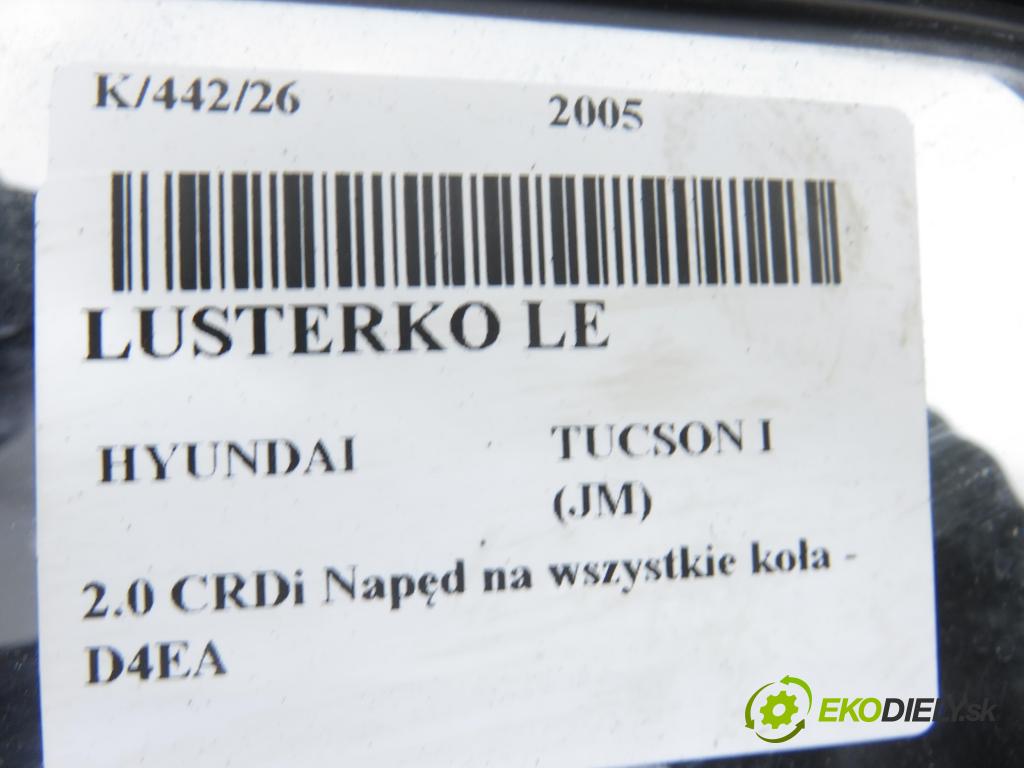 K/442/26 2005
LUSTERKO LE
HYUNDAI TUCSON I
(JM)
2.0 CRDi Napęd na wszystkie koła -
D4EA
EKODIELY.sk